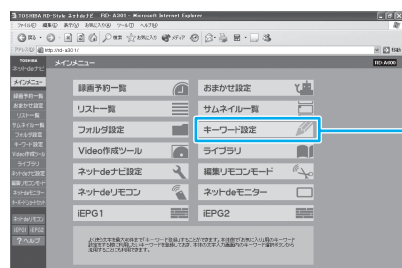 TOSHIBA RD-Style ネットdeナビ RD-A301 - Microsoft Internet Explorer
ファイル(F) 編集(E) 表示(V) お気に入り(A) ツール(T) ヘルプ(H)
戻る 検索 お気に入り メディア
アドレス(D) http://rd-a301/ 移動
TOSHIBA
ネットdeナビ
メインメニュー
RD-A600
メインメニュー
録画予約一覧
おまかせ設定
リスト一覧
サムネイル一覧
フォルダ設定
キーワード設定
Video作成ツール
ライブラリ
ネットdeナビ設定
編集リモコンモード
ネットdeリモコン
ネットdeモニター
iEPG1
iEPG2
録画予約一覧
おまかせ設定
リスト一覧
サムネイル一覧
フォルダ設定
キーワード設定
Video作成ツール
ライブラリ
ネットdeナビ設定
編集リモコンモード
ネットdeモニター
ネットdeリモコン
iEPG1 iEPG2
? ヘルプ